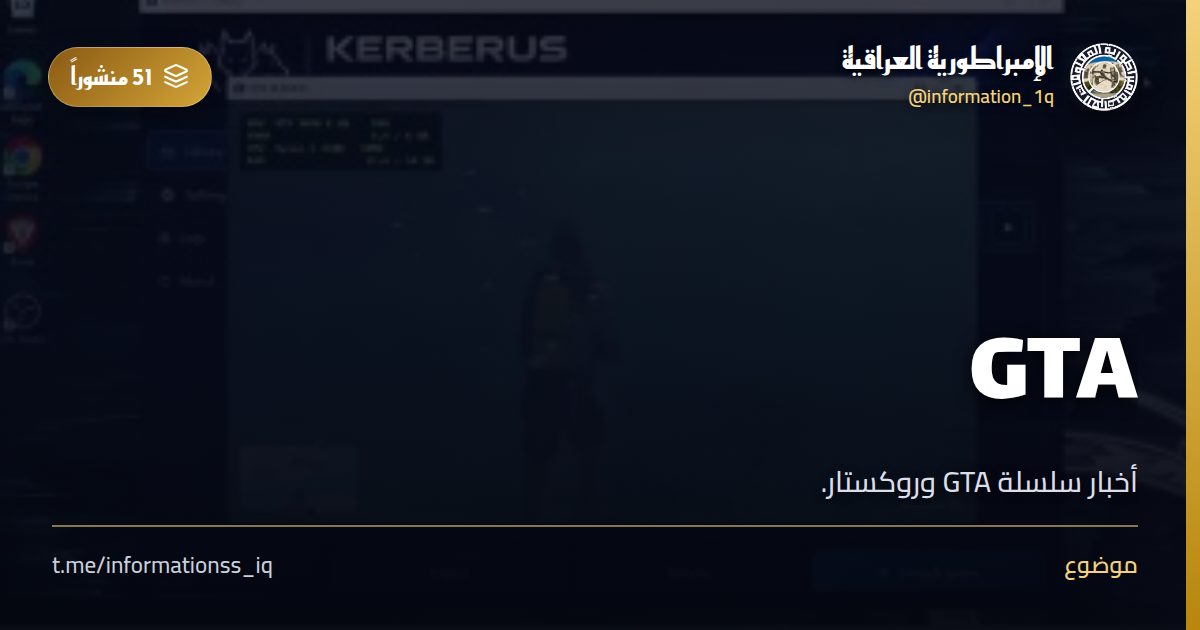 الإمبراطورية العراقية
@information_1q
51 منشوراً
KERBERUS
GTA
أخبار سلسلة GTA وروكستار.
موضوع
t.me/informationss_iq